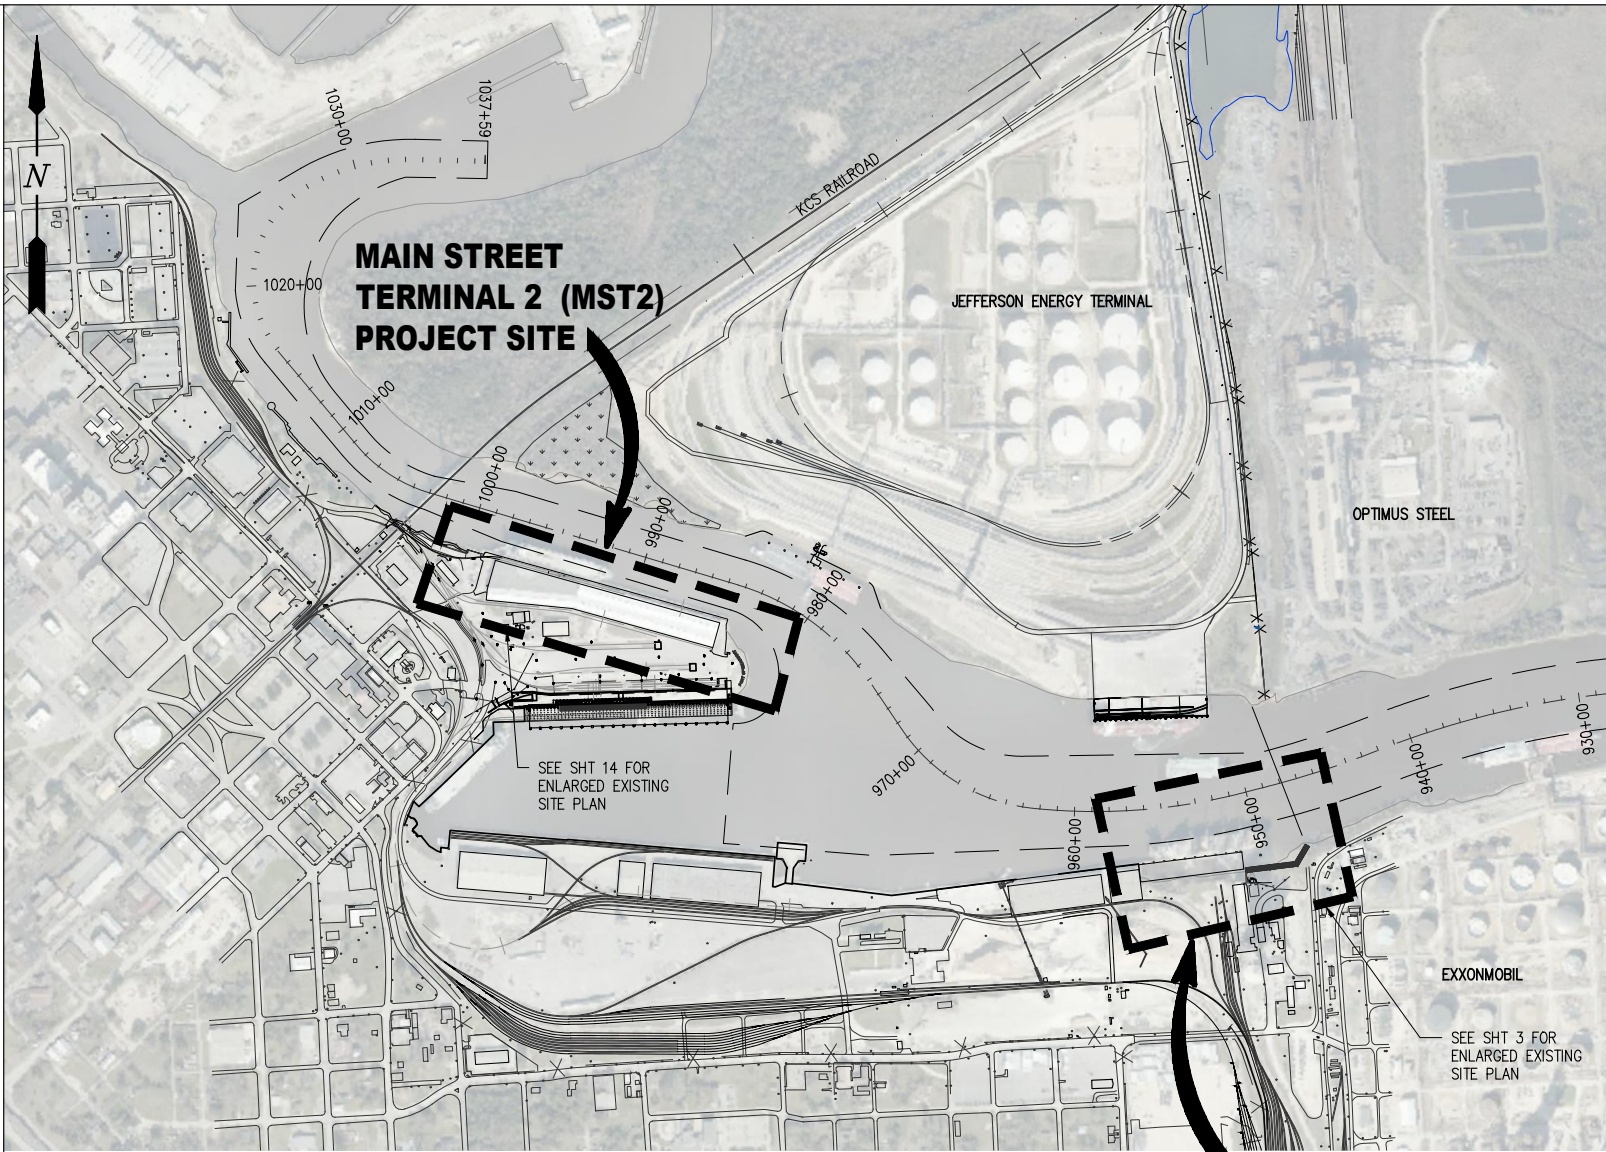 1030+00
1037+59
N
KCS RAILROAD
MAIN STREET
TERMINAL 2 (MST2)
PROJECT SITE
1020+00
JEFFERSON ENERGY TERMINAL
1010+00
1000+00
990+00
OPTIMUS STEEL
980+00
970+00
930+00
940+00
950+00
960+00
SEE SHT 14 FOR
ENLARGED EXISTING
SITE PLAN
EXXONMOBIL
SEE SHT 3 FOR
ENLARGED EXISTING
SITE PLAN